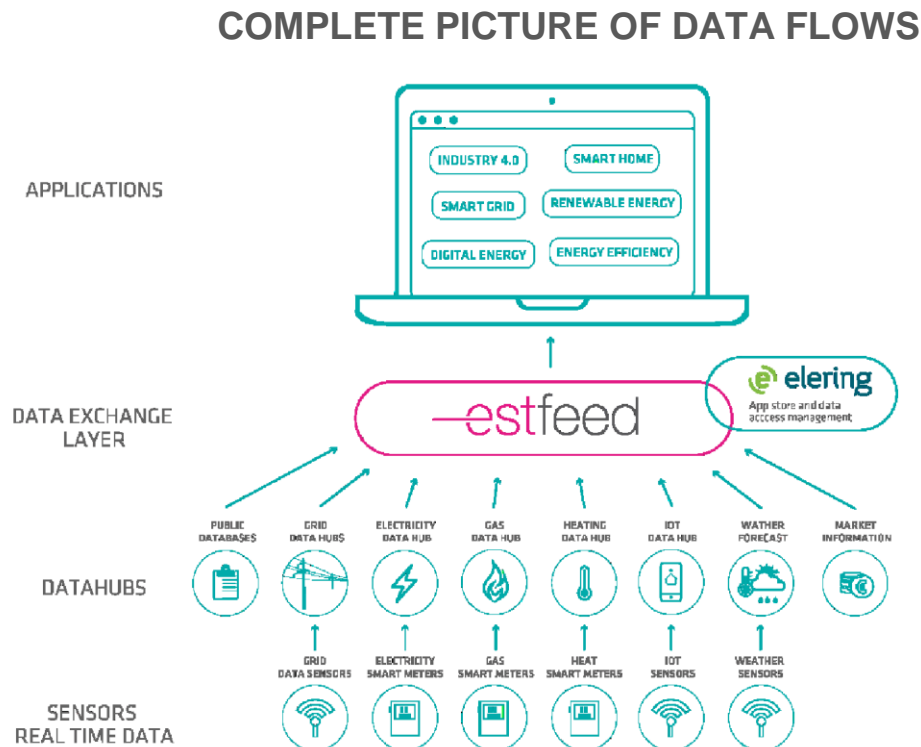 COMPLETE PICTURE OF DATA FLOWS
APPLICATIONS
INDUSTRY 4.0
SMART HOME
SMART GRID
RENEWABLE ENERGY
DIGITAL ENERGY
ENERGY EFFICIENCY
DATA EXCHANGE
LAYER
estfeed
e elering
App store and data
acccess management
PUBLIC
DATABASES
GRID
DATA HUBS
ELECTRICITY
DATA HUB
GAS
DATA HUB
HEATING
DATA HUB
IOT
DATA HUB
WATHER
FORECAST
MARKET
INFORMATION
DATAHUBS
GRID
DATA SENSORS
ELECTRICITY
SMART METERS
GAS
SMART METERS
HEAT
SMART METERS
IOT
SENSORS
WEATHER
SENSORS
SENSORS
REAL TIME DATA